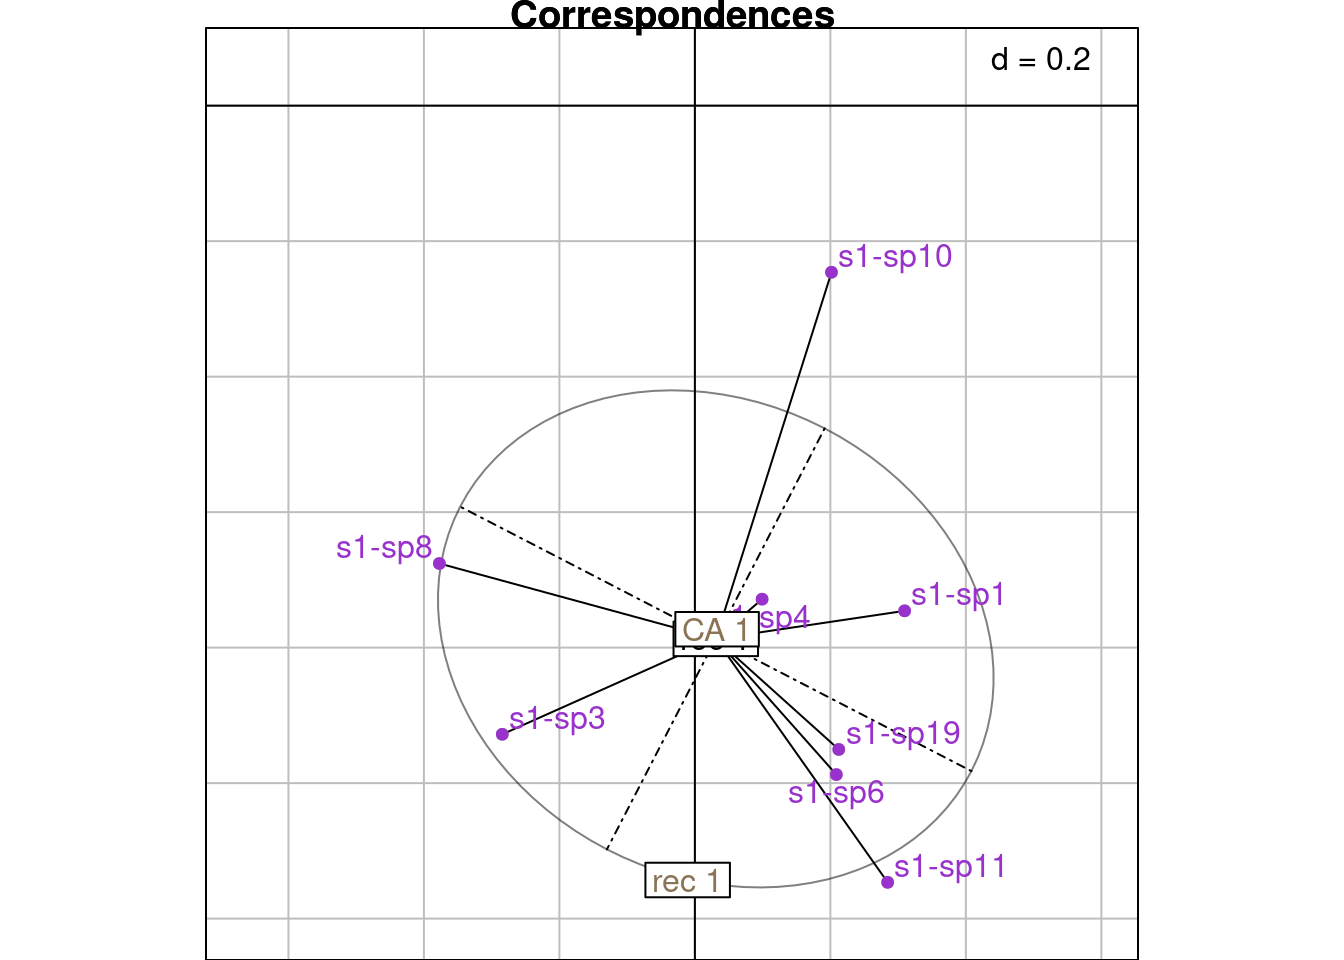 Correspondences
d = 0.2
s1-sp10
s1-sp8
s1-sp1
sp4
CA 1
s1-sp3
s1-sp19
s1-sp6
s1-sp11
rec 1